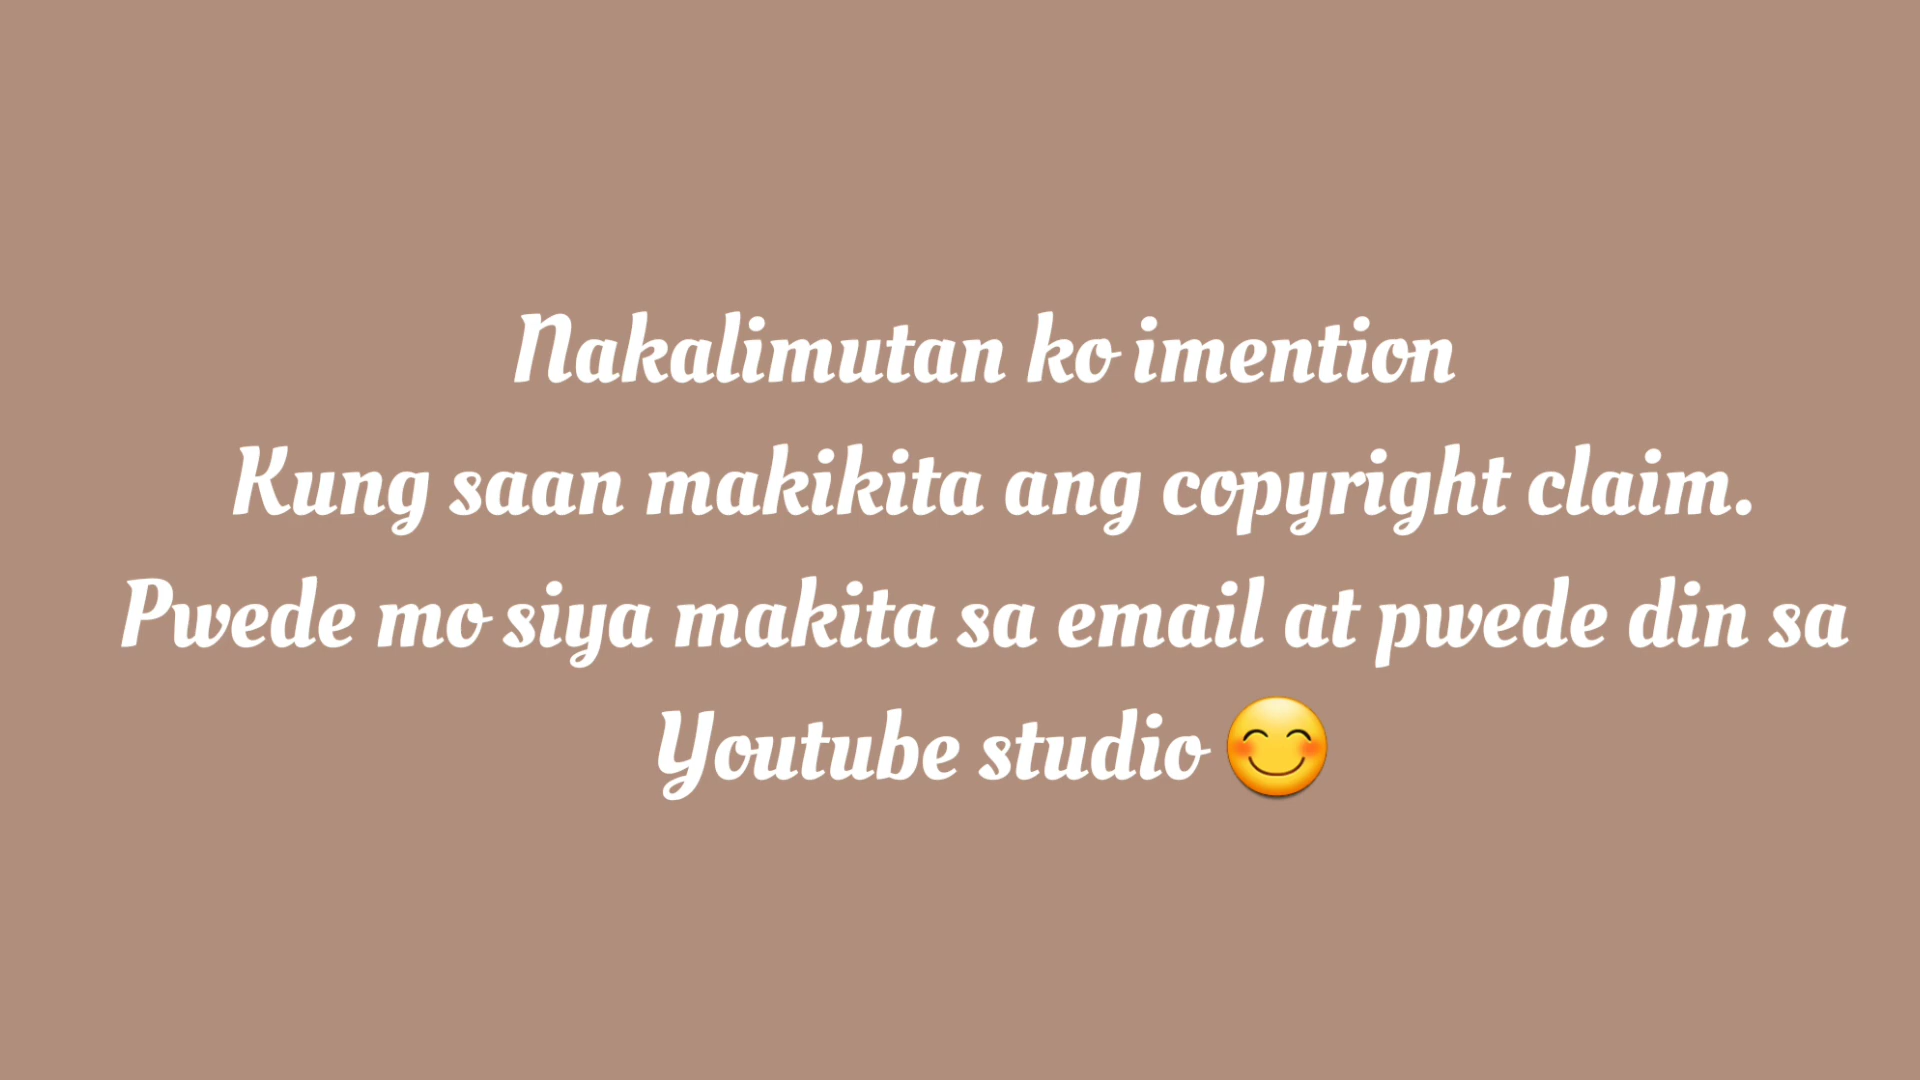 Nakalimutan ko imention
Kung saan makikita ang copyright claim.
Pwede mo siya makita sa email at pwede din sa
Youtube studio 😊